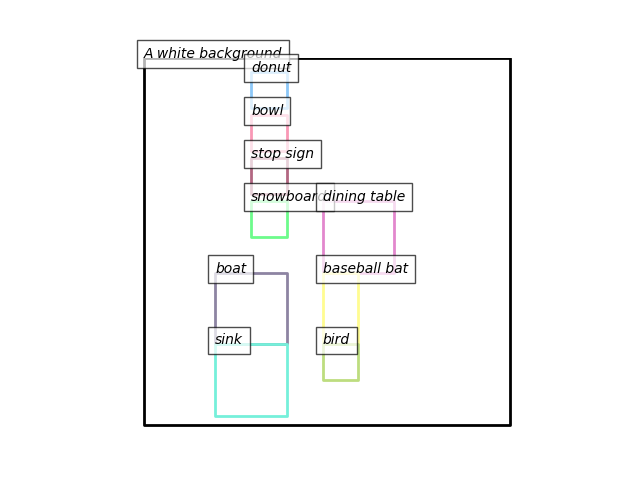 A white background
donut
bowl
stop sign
snowboard
dining table
boat
baseball bat
sink
bird